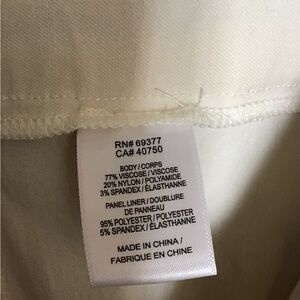 RN# 69377
CA# 40750
BODY / CORPS
77% VISCOSE / VISCOSE
20% NYLON / POLYAMIDE
3% SPANDEX / ÉLASTHANNE
PANEL LINER / DOUBLURE
DE PANNEAU
95% POLYESTER / POLYESTER
5% SPANDEX / ÉLASTHANNE
MADE IN CHINA /
FABRIQUE EN CHINE